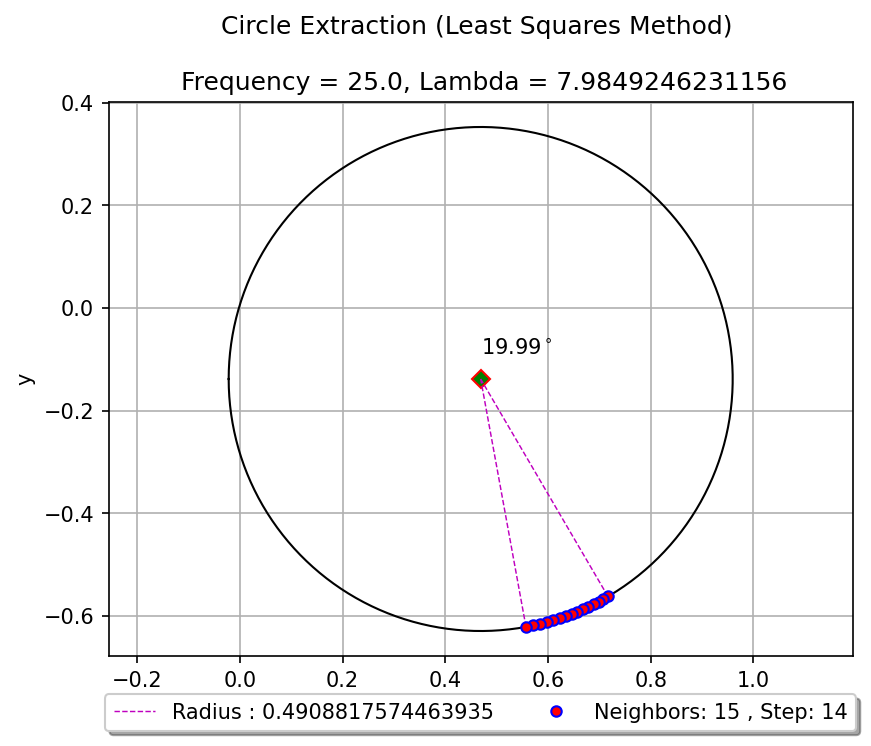 Circle Extraction (Least Squares Method)
Frequency = 25.0, Lambda = 7.9849246231156
0.4
0.2
0.0
−0.2
−0.4
−0.6
y
19.99°
−0.2 0.0 0.2 0.4 0.6 0.8 1.0
Radius : 0.4908817574463935 Neighbors: 15 , Step: 14